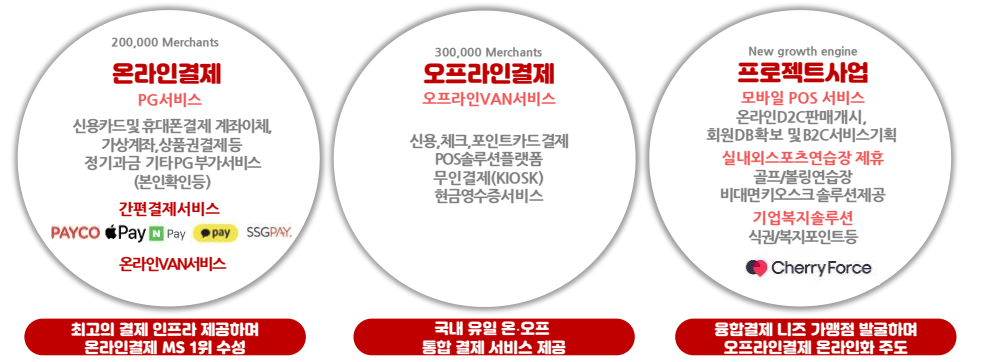 200,000 Merchants
온라인결제
PG서비스
신용카드및 휴대폰 결제 계좌이체,
가상계좌,상품권결제 등
정기과금 기타 PG 부가서비스
(본인확인등)
간편결제서비스
PAYCO Pay N Pay pay SSGPAY.
온라인VAN서비스
최고의 결제 인프라 제공하며
온라인결제 MS 1위 수성
300,000 Merchants
오프라인결제
오프라인VAN서비스
신용,체크,포인트카드 결제
POS솔루션플랫폼
무인결제(KIOSK)
현금영수증서비스
국내 유일 온·오프
통합 결제 서비스 제공
New growth engine
프로젝트사업
모바일 POS 서비스
온라인D2C판매개시,
회원DB확보 및 B2C서비스기획
실내외스포츠연습장 제휴
골프/볼링연습장
비대면키오스크 솔루션제공
기업복지솔루션
식권/복지포인트등
CherryForce
융합결제 니즈 가맹점 발굴하며
오프라인결제 온라인화 주도